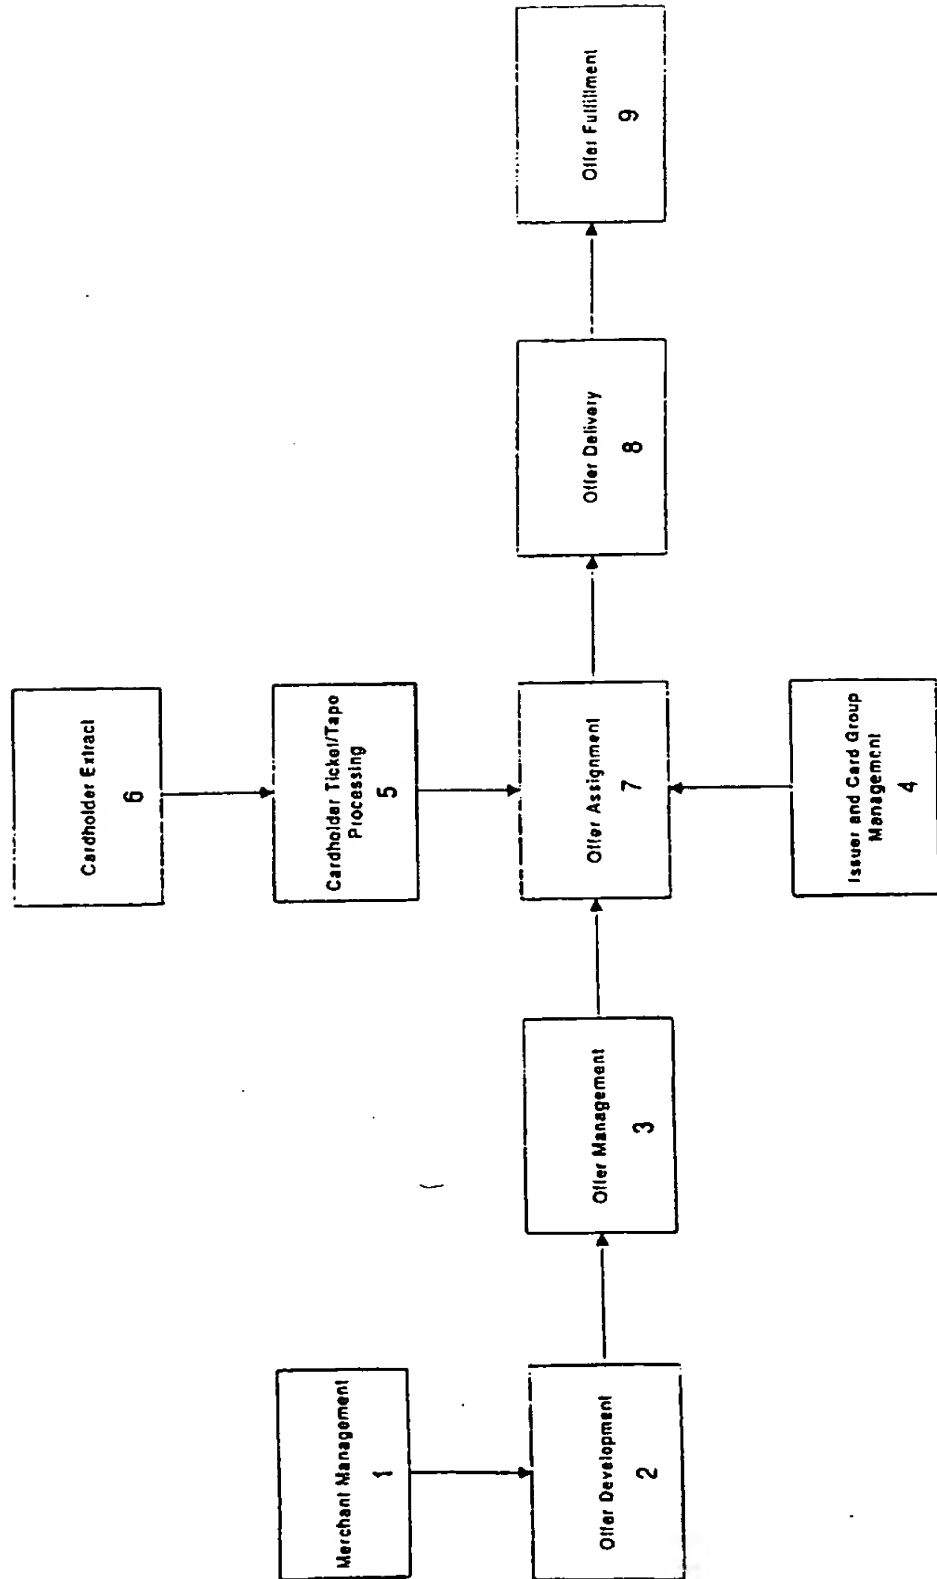 Cardholder Extract
6
Cardholder Ticket/Tapo
Processing
5
Merchant Management
1
Offer Development
2
Offer Management
3
Offer Assignment
7
Offer Delivery
8
Offer Fulfillment
9
Issuer and Card Group
Management
4